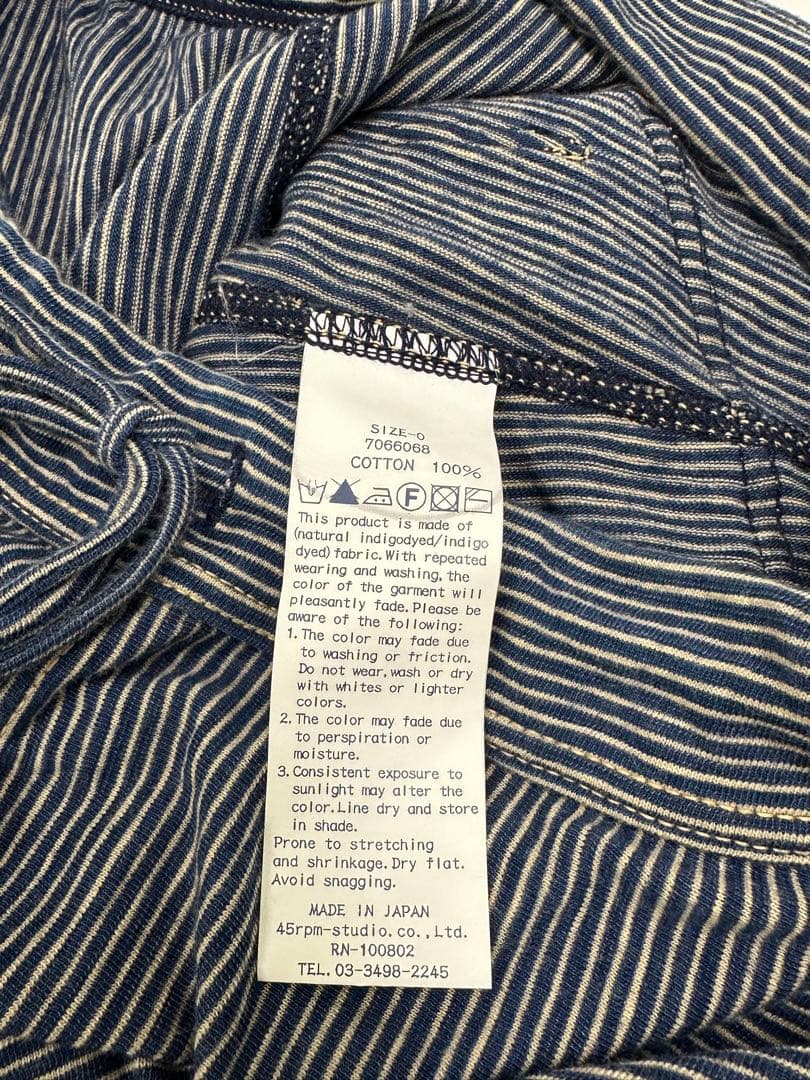 SIZE-0
7066068
COTTON 100%
F
This product is made of
(natural indigodyed/indigo
dyed) fabric. With repeated
wearing and washing, the
color of the garment will
pleasantly fade. Please be
aware of the following:
1. The color may fade due
to washing or friction.
Do not wear, wash or dry
with whites or lighter
colors.
2. The color may fade due
to perspiration or
moisture.
3. Consistent exposure to
sunlight may alter the
color. Line dry and store
in shade.
Prone to stretching
and shrinkage. Dry flat.
Avoid snagging.
MADE IN JAPAN
45rpm-studio.co.,Ltd.
RN-100802
TEL. 03-3498-2245